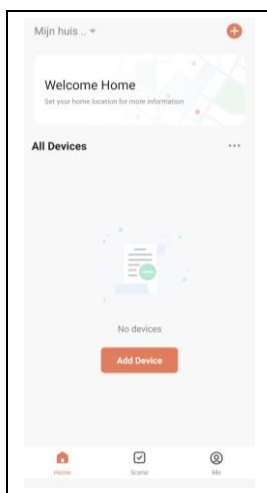 Mijn huis ..
Welcome Home
Set your home location for more information
All Devices
No devices
Add Device
Home
Scene
Me